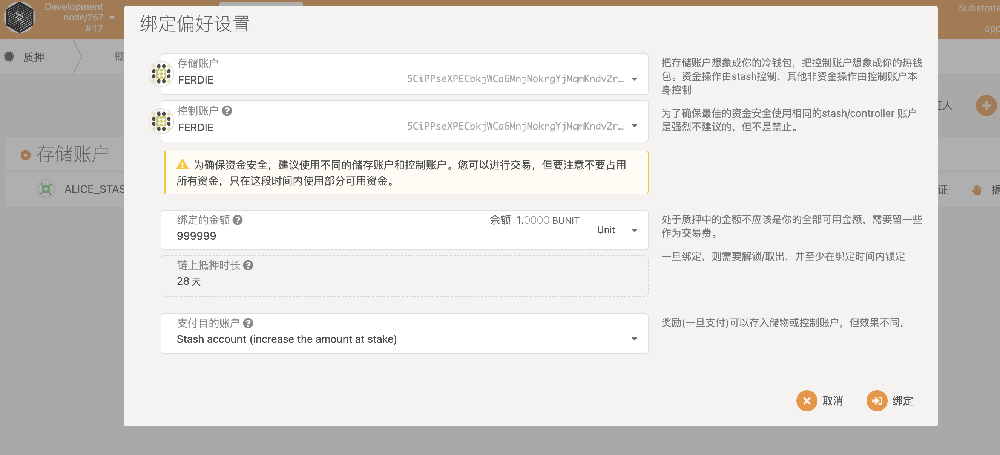 Development
node/267
#17
Substrate
app
质押
概
绑定偏好设置
存储账户
FERDIE
5CiPPseXPECbkjWCa6MnjNokrgYjMqmKndv2r…
把存储账户想象成你的冷钱包，把控制账户想象成你的热钱
包。资金操作由stash控制，其他非资金操作由控制账户本
身控制
控制账户
FERDIE
5CiPPseXPECbkjWCa6MnjNokrgYjMqmKndv2r…
为了确保最佳的资金安全使用相同的stash/controller 账户
是强烈不建议的，但不是禁止。
证人
存储账户
为确保资金安全，建议使用不同的储存账户和控制账户。您可以进行交易，但要注意不要占用
所有资金，只在这段时间内使用部分可用资金。
ALICE_STAS
证
提
绑定的金额
余额 1.0000 BUNIT
999999
Unit
处于质押中的金额不应该是你的全部可用金额，需要留一些
作为交易费。
链上抵押时长
28 天
一旦绑定，则需要解锁/取出，并至少在绑定时间内锁定
支付目的账户
Stash account (increase the amount at stake)
奖励(一旦支付)可以存入储物或控制账户，但效果不同。
取消
绑定